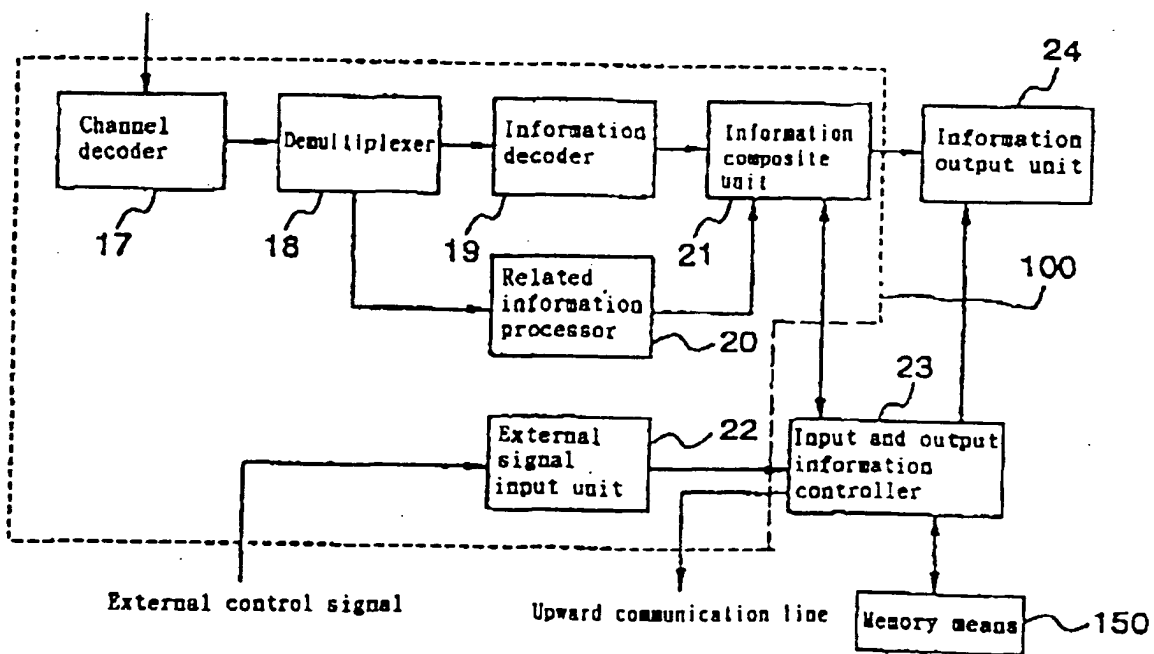 24
Channel
decoder
Demultiplexer
Information
decoder
Information
composite
unit
Information
output unit
17
18
19
21
100
Related
information
processor
20
23
External
signal
input unit
22
Input and output
information
controller
External control signal
Upward communication line
Memory means
150